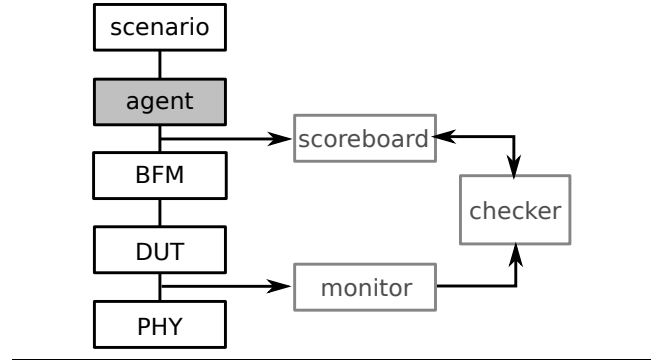 scenario
agent
scoreboard
BFM
checker
DUT
monitor
PHY